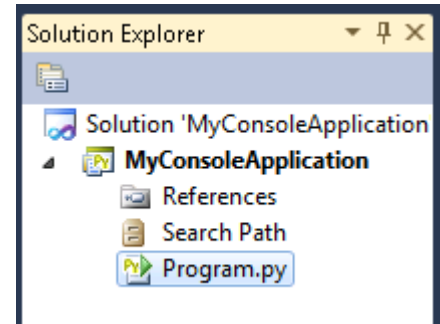 Solution Explorer
Solution 'MyConsoleApplication
MyConsoleApplication
References
Search Path
Program.py